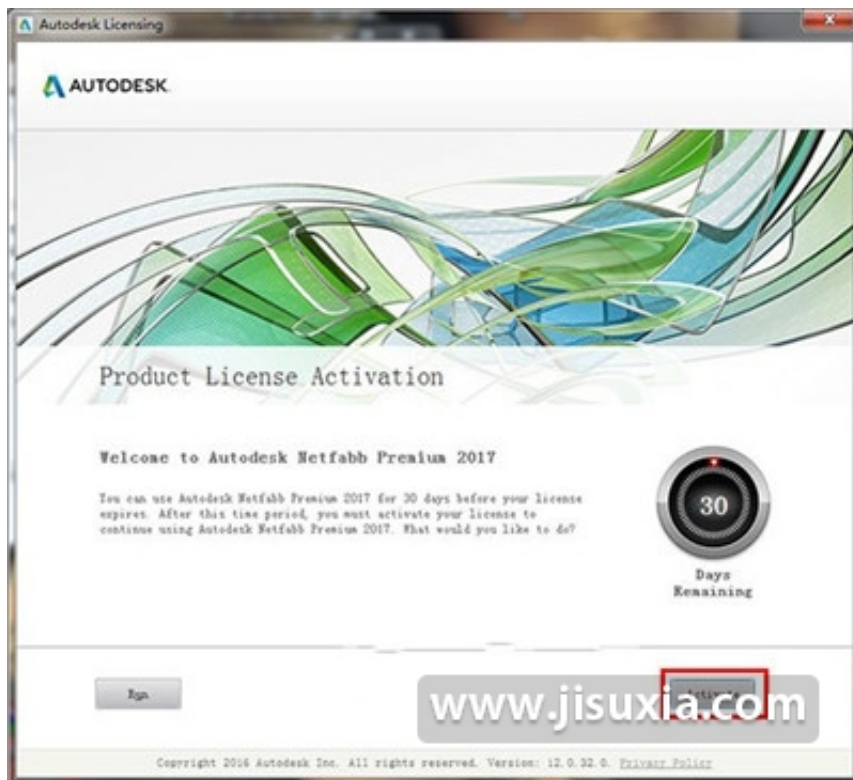 Autodesk Licensing
AUTODESK.
Product License Activation
Welcome to Autodesk Netfabb Premium 2017
You can use Autodesk Netfabb Premium 2017 for 30 days before your license
expires. After this time period, you must activate your license to
continue using Autodesk Netfabb Premium 2017. What would you like to do?
30
Days
Remaining
Run
Activate
www.jisuxia.com
Copyright 2016 Autodesk Inc. All rights reserved. Version: 12.0.32.0. Privacy Policy